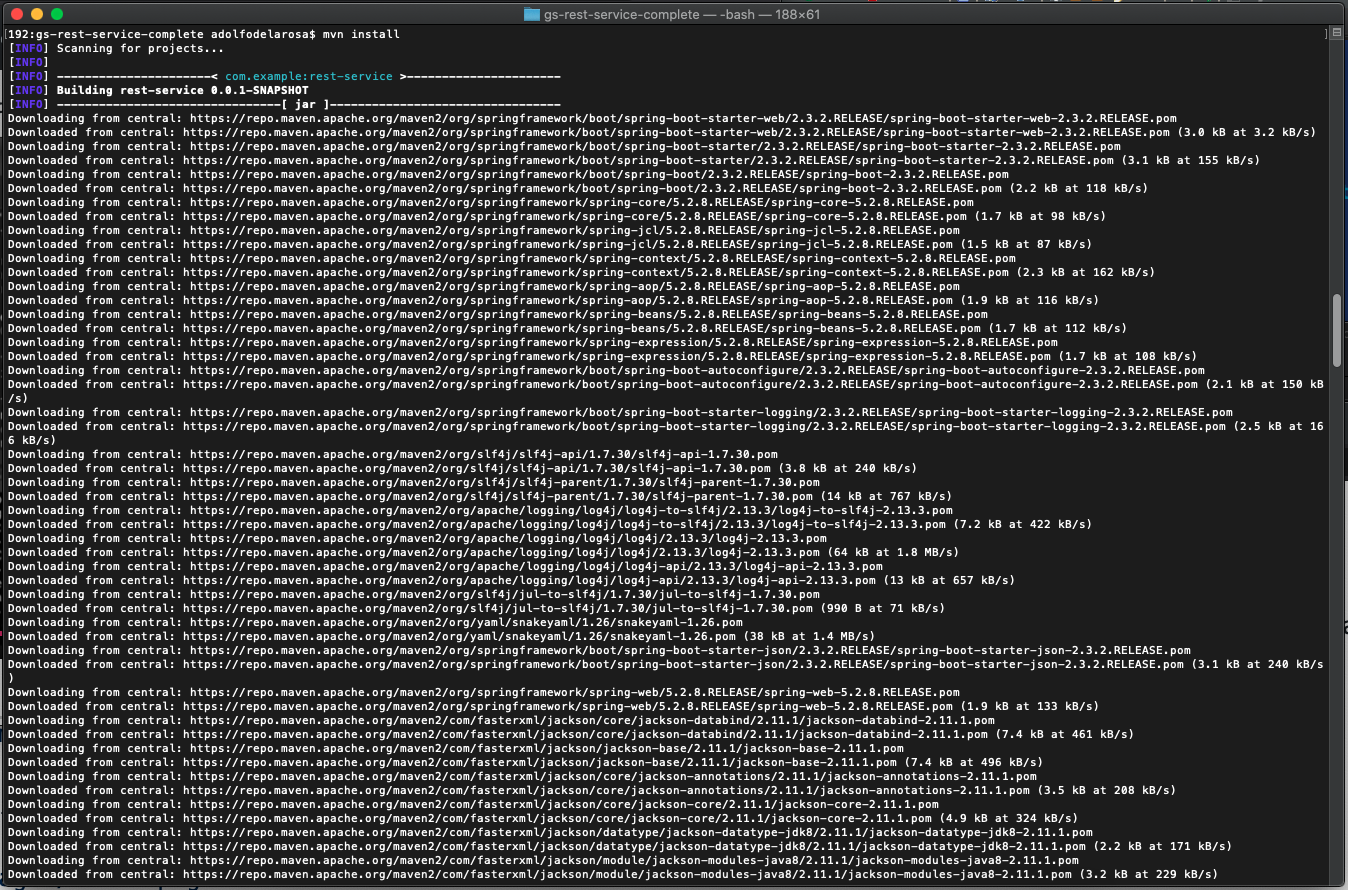 gs-rest-service-complete — -bash — 188×61
[192:gs-rest-service-complete adolfodelarosa$ mvn install ]
[INFO] Scanning for projects...
[INFO]
[INFO] ----------------------< com.example:rest-service >----------------------
[INFO] Building rest-service 0.0.1-SNAPSHOT
[INFO] --------------------------------[ jar ]---------------------------------
Downloading from central: https://repo.maven.apache.org/maven2/org/springframework/boot/spring-boot-starter-web/2.3.2.RELEASE/spring-boot-starter-web-2.3.2.RELEASE.pom
Downloaded from central: https://repo.maven.apache.org/maven2/org/springframework/boot/spring-boot-starter-web/2.3.2.RELEASE/spring-boot-starter-web-2.3.2.RELEASE.pom (3.0 kB at 3.2 kB/s)
Downloading from central: https://repo.maven.apache.org/maven2/org/springframework/boot/spring-boot-starter/2.3.2.RELEASE/spring-boot-starter-2.3.2.RELEASE.pom
Downloaded from central: https://repo.maven.apache.org/maven2/org/springframework/boot/spring-boot-starter/2.3.2.RELEASE/spring-boot-starter-2.3.2.RELEASE.pom (3.1 kB at 155 kB/s)
Downloading from central: https://repo.maven.apache.org/maven2/org/springframework/boot/spring-boot/2.3.2.RELEASE/spring-boot-2.3.2.RELEASE.pom
Downloaded from central: https://repo.maven.apache.org/maven2/org/springframework/boot/spring-boot/2.3.2.RELEASE/spring-boot-2.3.2.RELEASE.pom (2.2 kB at 118 kB/s)
Downloading from central: https://repo.maven.apache.org/maven2/org/springframework/spring-core/5.2.8.RELEASE/spring-core-5.2.8.RELEASE.pom
Downloaded from central: https://repo.maven.apache.org/maven2/org/springframework/spring-core/5.2.8.RELEASE/spring-core-5.2.8.RELEASE.pom (1.7 kB at 98 kB/s)
Downloading from central: https://repo.maven.apache.org/maven2/org/springframework/spring-jcl/5.2.8.RELEASE/spring-jcl-5.2.8.RELEASE.pom
Downloaded from central: https://repo.maven.apache.org/maven2/org/springframework/spring-jcl/5.2.8.RELEASE/spring-jcl-5.2.8.RELEASE.pom (1.5 kB at 87 kB/s)
Downloading from central: https://repo.maven.apache.org/maven2/org/springframework/spring-context/5.2.8.RELEASE/spring-context-5.2.8.RELEASE.pom
Downloaded from central: https://repo.maven.apache.org/maven2/org/springframework/spring-context/5.2.8.RELEASE/spring-context-5.2.8.RELEASE.pom (2.3 kB at 162 kB/s)
Downloading from central: https://repo.maven.apache.org/maven2/org/springframework/spring-aop/5.2.8.RELEASE/spring-aop-5.2.8.RELEASE.pom
Downloaded from central: https://repo.maven.apache.org/maven2/org/springframework/spring-aop/5.2.8.RELEASE/spring-aop-5.2.8.RELEASE.pom (1.9 kB at 116 kB/s)
Downloading from central: https://repo.maven.apache.org/maven2/org/springframework/spring-beans/5.2.8.RELEASE/spring-beans-5.2.8.RELEASE.pom
Downloaded from central: https://repo.maven.apache.org/maven2/org/springframework/spring-beans/5.2.8.RELEASE/spring-beans-5.2.8.RELEASE.pom (1.7 kB at 112 kB/s)
Downloading from central: https://repo.maven.apache.org/maven2/org/springframework/spring-expression/5.2.8.RELEASE/spring-expression-5.2.8.RELEASE.pom
Downloaded from central: https://repo.maven.apache.org/maven2/org/springframework/spring-expression/5.2.8.RELEASE/spring-expression-5.2.8.RELEASE.pom (1.7 kB at 108 kB/s)
Downloading from central: https://repo.maven.apache.org/maven2/org/springframework/boot/spring-boot-autoconfigure/2.3.2.RELEASE/spring-boot-autoconfigure-2.3.2.RELEASE.pom
Downloaded from central: https://repo.maven.apache.org/maven2/org/springframework/boot/spring-boot-autoconfigure/2.3.2.RELEASE/spring-boot-autoconfigure-2.3.2.RELEASE.pom (2.1 kB at 150 kB
/s)
Downloading from central: https://repo.maven.apache.org/maven2/org/springframework/boot/spring-boot-starter-logging/2.3.2.RELEASE/spring-boot-starter-logging-2.3.2.RELEASE.pom
Downloaded from central: https://repo.maven.apache.org/maven2/org/springframework/boot/spring-boot-starter-logging/2.3.2.RELEASE/spring-boot-starter-logging-2.3.2.RELEASE.pom (2.5 kB at 16
6 kB/s)
Downloading from central: https://repo.maven.apache.org/maven2/org/slf4j/slf4j-api/1.7.30/slf4j-api-1.7.30.pom
Downloaded from central: https://repo.maven.apache.org/maven2/org/slf4j/slf4j-api/1.7.30/slf4j-api-1.7.30.pom (3.8 kB at 240 kB/s)
Downloading from central: https://repo.maven.apache.org/maven2/org/slf4j/slf4j-parent/1.7.30/slf4j-parent-1.7.30.pom
Downloaded from central: https://repo.maven.apache.org/maven2/org/slf4j/slf4j-parent/1.7.30/slf4j-parent-1.7.30.pom (14 kB at 767 kB/s)
Downloading from central: https://repo.maven.apache.org/maven2/org/apache/logging/log4j/log4j-to-slf4j/2.13.3/log4j-to-slf4j-2.13.3.pom
Downloaded from central: https://repo.maven.apache.org/maven2/org/apache/logging/log4j/log4j-to-slf4j/2.13.3/log4j-to-slf4j-2.13.3.pom (7.2 kB at 422 kB/s)
Downloading from central: https://repo.maven.apache.org/maven2/org/apache/logging/log4j/log4j/2.13.3/log4j-2.13.3.pom
Downloaded from central: https://repo.maven.apache.org/maven2/org/apache/logging/log4j/log4j/2.13.3/log4j-2.13.3.pom (64 kB at 1.8 MB/s)
Downloading from central: https://repo.maven.apache.org/maven2/org/apache/logging/log4j/log4j-api/2.13.3/log4j-api-2.13.3.pom
Downloaded from central: https://repo.maven.apache.org/maven2/org/apache/logging/log4j/log4j-api/2.13.3/log4j-api-2.13.3.pom (13 kB at 657 kB/s)
Downloading from central: https://repo.maven.apache.org/maven2/org/slf4j/jul-to-slf4j/1.7.30/jul-to-slf4j-1.7.30.pom
Downloaded from central: https://repo.maven.apache.org/maven2/org/slf4j/jul-to-slf4j/1.7.30/jul-to-slf4j-1.7.30.pom (990 B at 71 kB/s)
Downloading from central: https://repo.maven.apache.org/maven2/org/yaml/snakeyaml/1.26/snakeyaml-1.26.pom
Downloaded from central: https://repo.maven.apache.org/maven2/org/yaml/snakeyaml/1.26/snakeyaml-1.26.pom (38 kB at 1.4 MB/s)
Downloading from central: https://repo.maven.apache.org/maven2/org/springframework/boot/spring-boot-starter-json/2.3.2.RELEASE/spring-boot-starter-json-2.3.2.RELEASE.pom
Downloaded from central: https://repo.maven.apache.org/maven2/org/springframework/boot/spring-boot-starter-json/2.3.2.RELEASE/spring-boot-starter-json-2.3.2.RELEASE.pom (3.1 kB at 240 kB/s
)
Downloading from central: https://repo.maven.apache.org/maven2/org/springframework/spring-web/5.2.8.RELEASE/spring-web-5.2.8.RELEASE.pom
Downloaded from central: https://repo.maven.apache.org/maven2/org/springframework/spring-web/5.2.8.RELEASE/spring-web-5.2.8.RELEASE.pom (1.9 kB at 133 kB/s)
Downloading from central: https://repo.maven.apache.org/maven2/com/fasterxml/jackson/core/jackson-databind/2.11.1/jackson-databind-2.11.1.pom
Downloaded from central: https://repo.maven.apache.org/maven2/com/fasterxml/jackson/core/jackson-databind/2.11.1/jackson-databind-2.11.1.pom (7.4 kB at 461 kB/s)
Downloading from central: https://repo.maven.apache.org/maven2/com/fasterxml/jackson/jackson-base/2.11.1/jackson-base-2.11.1.pom
Downloaded from central: https://repo.maven.apache.org/maven2/com/fasterxml/jackson/jackson-base/2.11.1/jackson-base-2.11.1.pom (7.4 kB at 496 kB/s)
Downloading from central: https://repo.maven.apache.org/maven2/com/fasterxml/jackson/core/jackson-annotations/2.11.1/jackson-annotations-2.11.1.pom
Downloaded from central: https://repo.maven.apache.org/maven2/com/fasterxml/jackson/core/jackson-annotations/2.11.1/jackson-annotations-2.11.1.pom (3.5 kB at 208 kB/s)
Downloading from central: https://repo.maven.apache.org/maven2/com/fasterxml/jackson/core/jackson-core/2.11.1/jackson-core-2.11.1.pom
Downloaded from central: https://repo.maven.apache.org/maven2/com/fasterxml/jackson/core/jackson-core/2.11.1/jackson-core-2.11.1.pom (4.9 kB at 324 kB/s)
Downloading from central: https://repo.maven.apache.org/maven2/com/fasterxml/jackson/datatype/jackson-datatype-jdk8/2.11.1/jackson-datatype-jdk8-2.11.1.pom
Downloaded from central: https://repo.maven.apache.org/maven2/com/fasterxml/jackson/datatype/jackson-datatype-jdk8/2.11.1/jackson-datatype-jdk8-2.11.1.pom (2.2 kB at 171 kB/s)
Downloading from central: https://repo.maven.apache.org/maven2/com/fasterxml/jackson/module/jackson-modules-java8/2.11.1/jackson-modules-java8-2.11.1.pom
Downloaded from central: https://repo.maven.apache.org/maven2/com/fasterxml/jackson/module/jackson-modules-java8/2.11.1/jackson-modules-java8-2.11.1.pom (3.2 kB at 229 kB/s)